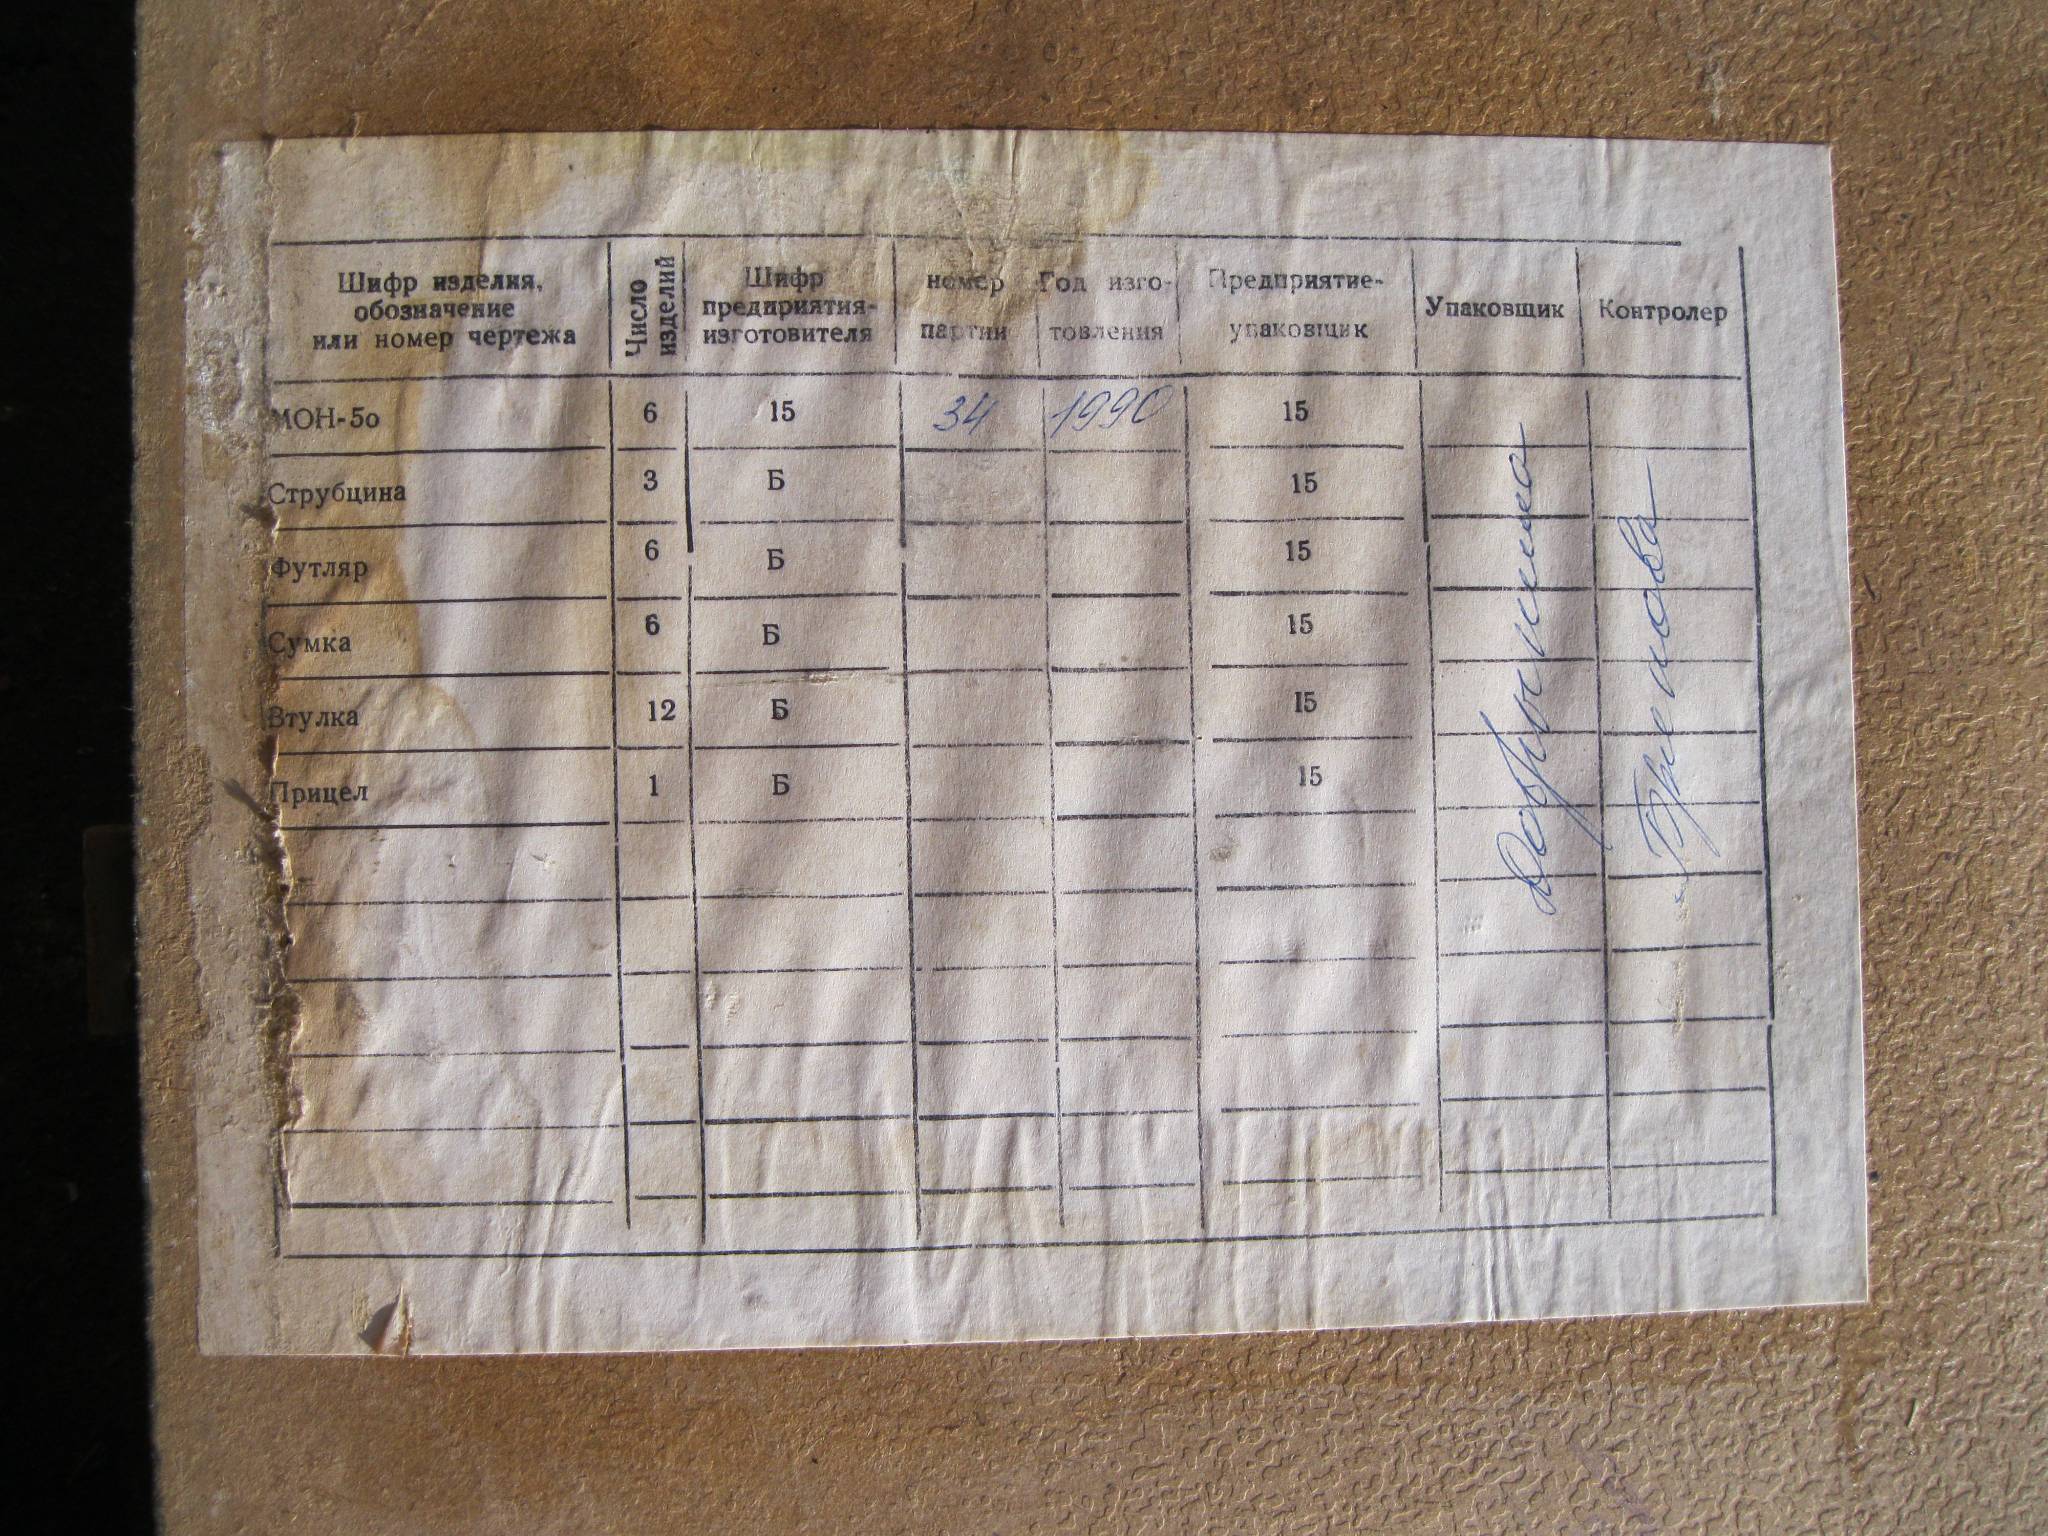 Шифр изделия,
обозначение
или номер чертежа
Число
изделий
Шифр
предприятия-
изготовителя
номер
партии
Год изго-
товления
Предприятие-
упаковщик
Упаковщик
Контролер
МОН-5о 6 15 34 1990 15
Струбцина 3 Б 15
Футляр 6 Б 15
Сумка 6 Б 15
Втулка 12 Б 15
Прицел 1 Б 15
Добрынина